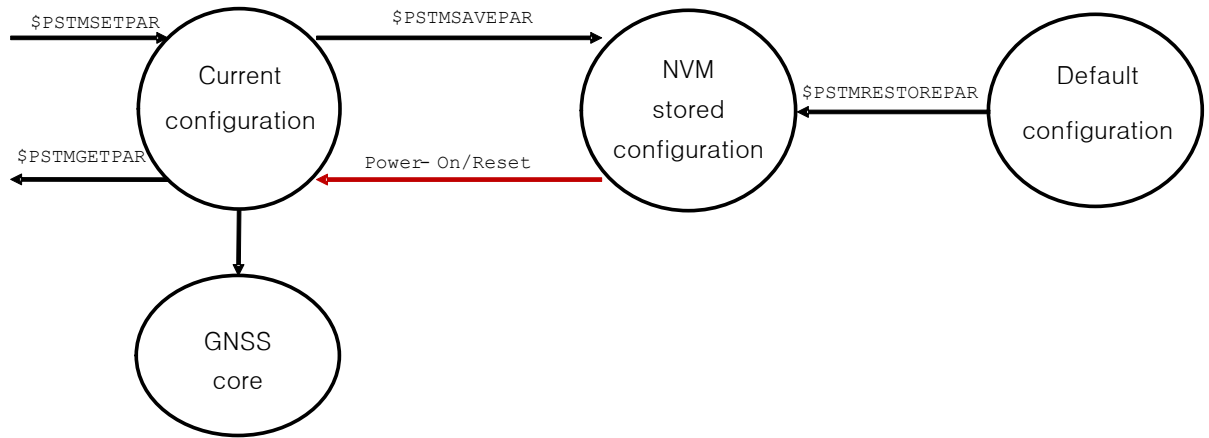 $PSTMSETPAR
$PSTMSAVEPAR
Current
configuration
NVM
stored
configuration
Default
configuration
$PSTMRESTOREPAR
$PSTMGETPAR
Power- On/Reset
GNSS
core